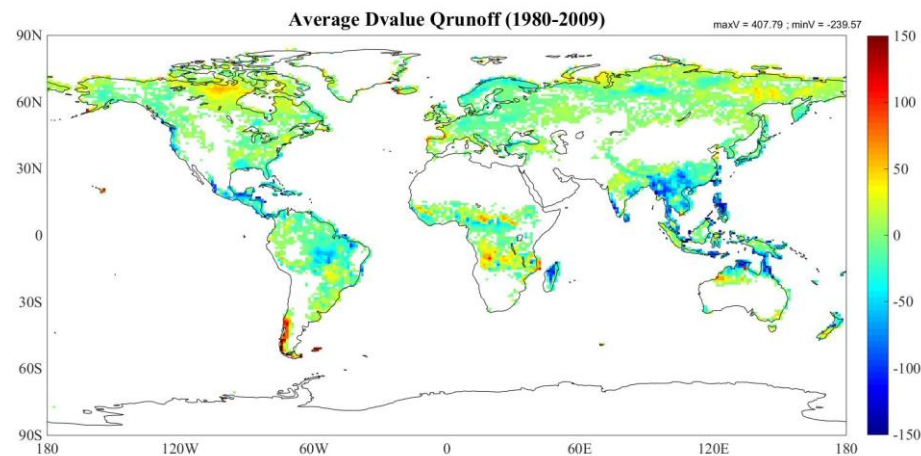 Average Dvalue Qrunoff (1980-2009)
maxV = 407.79 ; minV = -239.57
90N
60N
30N
0
30S
60S
90S
180
120W
60W
0
60E
120E
180
150
100
50
0
-50
-100
-150